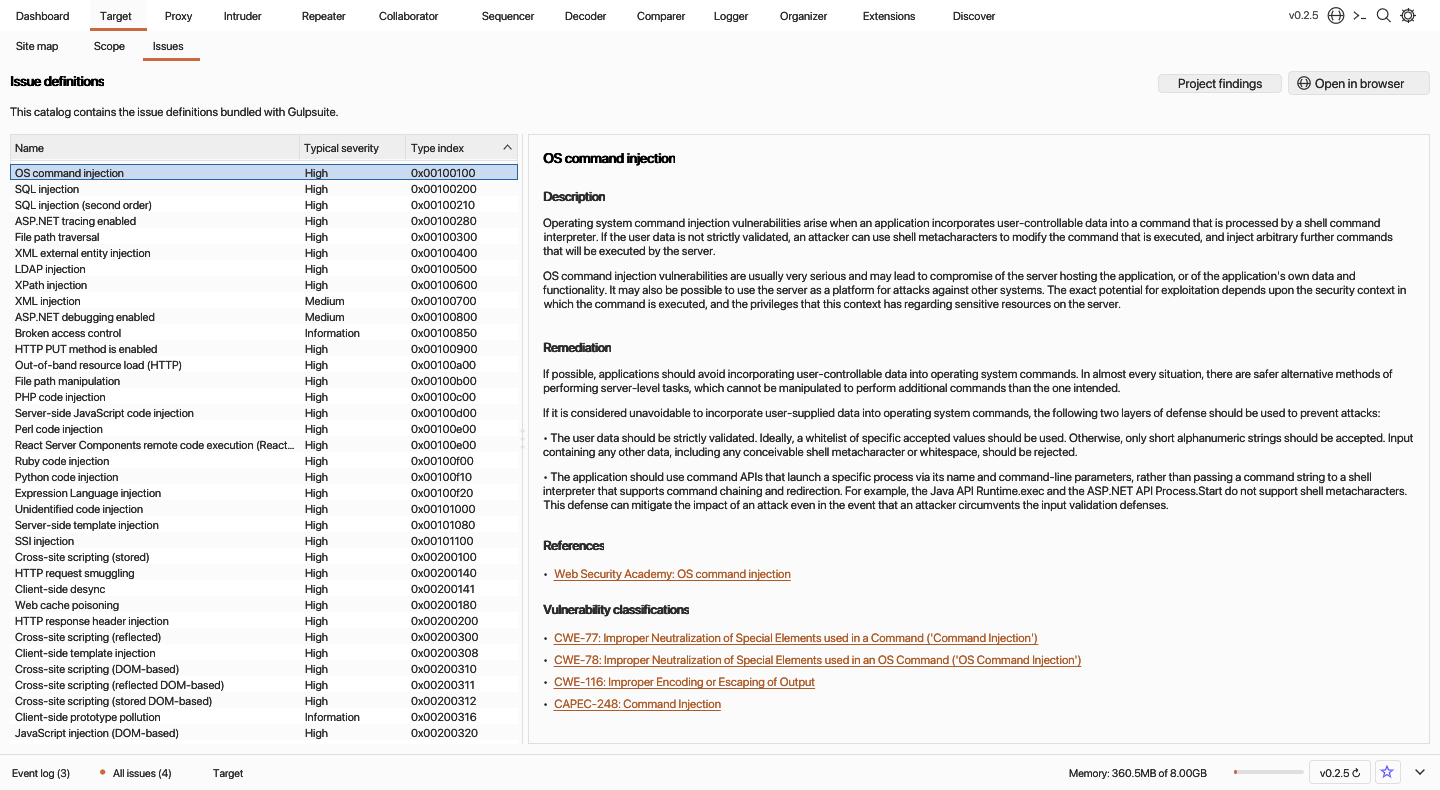 Dashboard Target Proxy Intruder Repeater Collaborator Sequencer Decoder Comparer Logger Organizer Extensions Discover v0.2.5
Site map Scope Issues
Issue definitions
Project findings Open in browser
This catalog contains the issue definitions bundled with Gulpsuite.
Name Typical severity Type index
OS command injection High 0x00100100
SQL injection High 0x00100200
SQL injection (second order) High 0x00100210
ASP.NET tracing enabled High 0x00100280
File path traversal High 0x00100300
XML external entity injection High 0x00100400
LDAP injection High 0x00100500
XPath injection High 0x00100600
XML injection Medium 0x00100700
ASP.NET debugging enabled Medium 0x00100800
Broken access control Information 0x00100850
HTTP PUT method is enabled High 0x00100900
Out-of-band resource load (HTTP) High 0x00100a00
File path manipulation High 0x00100b00
PHP code injection High 0x00100c00
Server-side JavaScript code injection High 0x00100d00
Perl code injection High 0x00100e00
React Server Components remote code execution (React... High 0x00100e00
Ruby code injection High 0x00100f00
Python code injection High 0x00100f10
Expression Language injection High 0x00100f20
Unidentified code injection High 0x00101000
Server-side template injection High 0x00101080
SSI injection High 0x00101100
Cross-site scripting (stored) High 0x00200100
HTTP request smuggling High 0x00200140
Client-side desync High 0x00200141
Web cache poisoning High 0x00200180
HTTP response header injection High 0x00200200
Cross-site scripting (reflected) High 0x00200300
Client-side template injection High 0x00200308
Cross-site scripting (DOM-based) High 0x00200310
Cross-site scripting (reflected DOM-based) High 0x00200311
Cross-site scripting (stored DOM-based) High 0x00200312
Client-side prototype pollution Information 0x00200316
JavaScript injection (DOM-based) High 0x00200320
OS command injection
Description
Operating system command injection vulnerabilities arise when an application incorporates user-controllable data into a command that is processed by a shell command
interpreter. If the user data is not strictly validated, an attacker can use shell metacharacters to modify the command that is executed, and inject arbitrary further commands
that will be executed by the server.
OS command injection vulnerabilities are usually very serious and may lead to compromise of the server hosting the application, or of the application's own data and
functionality. It may also be possible to use the server as a platform for attacks against other systems. The exact potential for exploitation depends upon the security context in
which the command is executed, and the privileges that this context has regarding sensitive resources on the server.
Remediation
If possible, applications should avoid incorporating user-controllable data into operating system commands. In almost every situation, there are safer alternative methods of
performing server-level tasks, which cannot be manipulated to perform additional commands than the one intended.
If it is considered unavoidable to incorporate user-supplied data into operating system commands, the following two layers of defense should be used to prevent attacks:
• The user data should be strictly validated. Ideally, a whitelist of specific accepted values should be used. Otherwise, only short alphanumeric strings should be accepted. Input
containing any other data, including any conceivable shell metacharacter or whitespace, should be rejected.
• The application should use command APIs that launch a specific process via its name and command-line parameters, rather than passing a command string to a shell
interpreter that supports command chaining and redirection. For example, the Java API Runtime.exec and the ASP.NET API Process.Start do not support shell metacharacters.
This defense can mitigate the impact of an attack even in the event that an attacker circumvents the input validation defenses.
References
• Web Security Academy: OS command injection
Vulnerability classifications
• CWE-77: Improper Neutralization of Special Elements used in a Command ('Command Injection')
• CWE-78: Improper Neutralization of Special Elements used in an OS Command ('OS Command Injection')
• CWE-116: Improper Encoding or Escaping of Output
• CAPEC-248: Command Injection
Event log (3) All issues (4) Target Memory: 360.5MB of 8.00GB v0.2.5